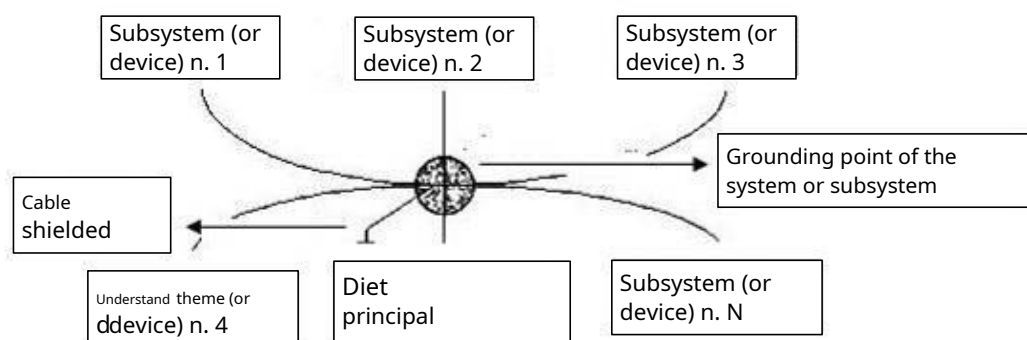 Subsystem (or
device) n. 1
Subsystem (or
device) n. 2
Subsystem (or
device) n. 3
Grounding point of the
system or subsystem
Cable
shielded
Understand theme (or
ddevice) n. 4
Diet
principal
Subsystem (or
device) n. N